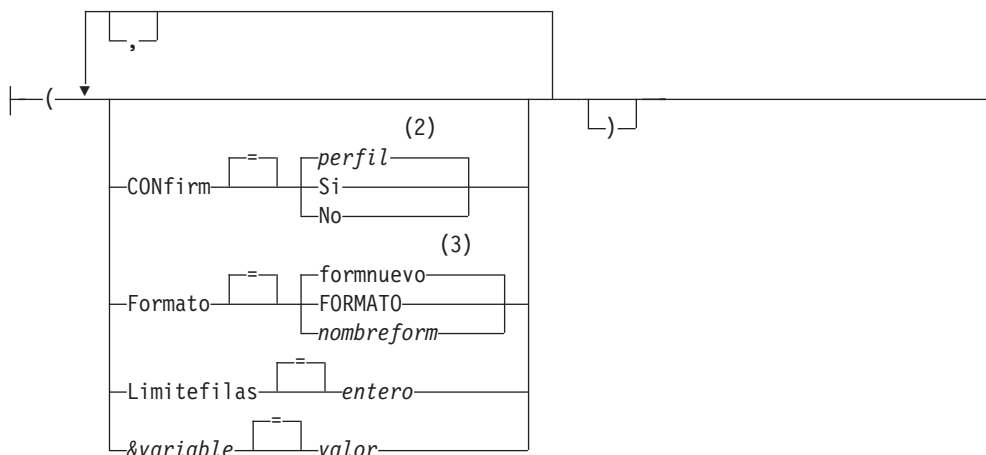 ,
( )
(2)
perfil
CONfirm = Si
No
(3)
formnuevo
Formato = FORMATO
nombreform
Limitefilas = entero
&variable = valor